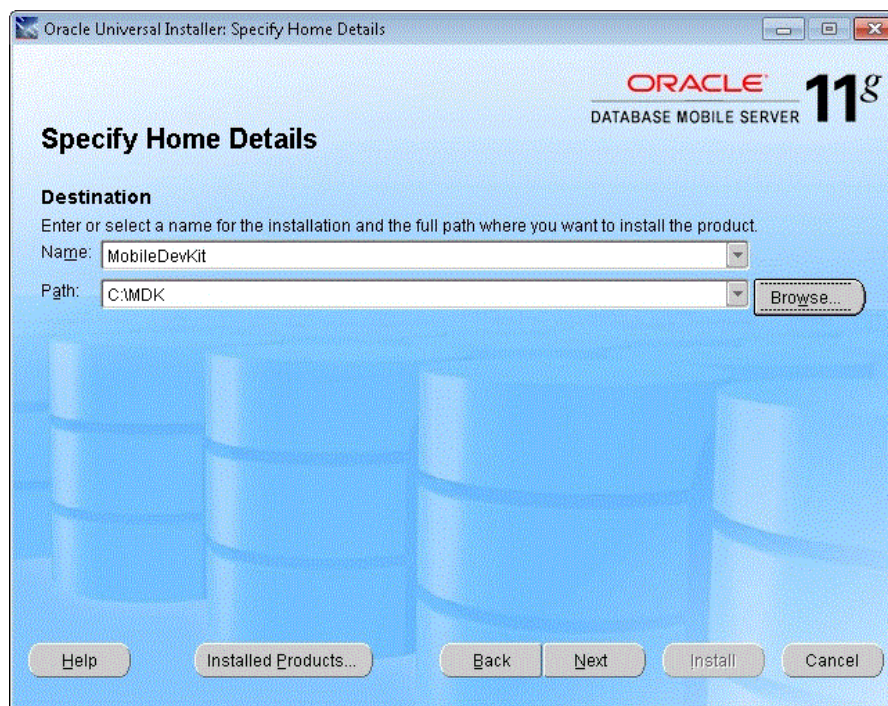 Oracle Universal Installer: Specify Home Details
ORACLE
DATABASE MOBILE SERVER 11g
Specify Home Details
Destination
Enter or select a name for the installation and the full path where you want to install the product.
Name: MobileDevKit
Path: C:\MDK Browse...
Help Installed Products... Back Next Install Cancel